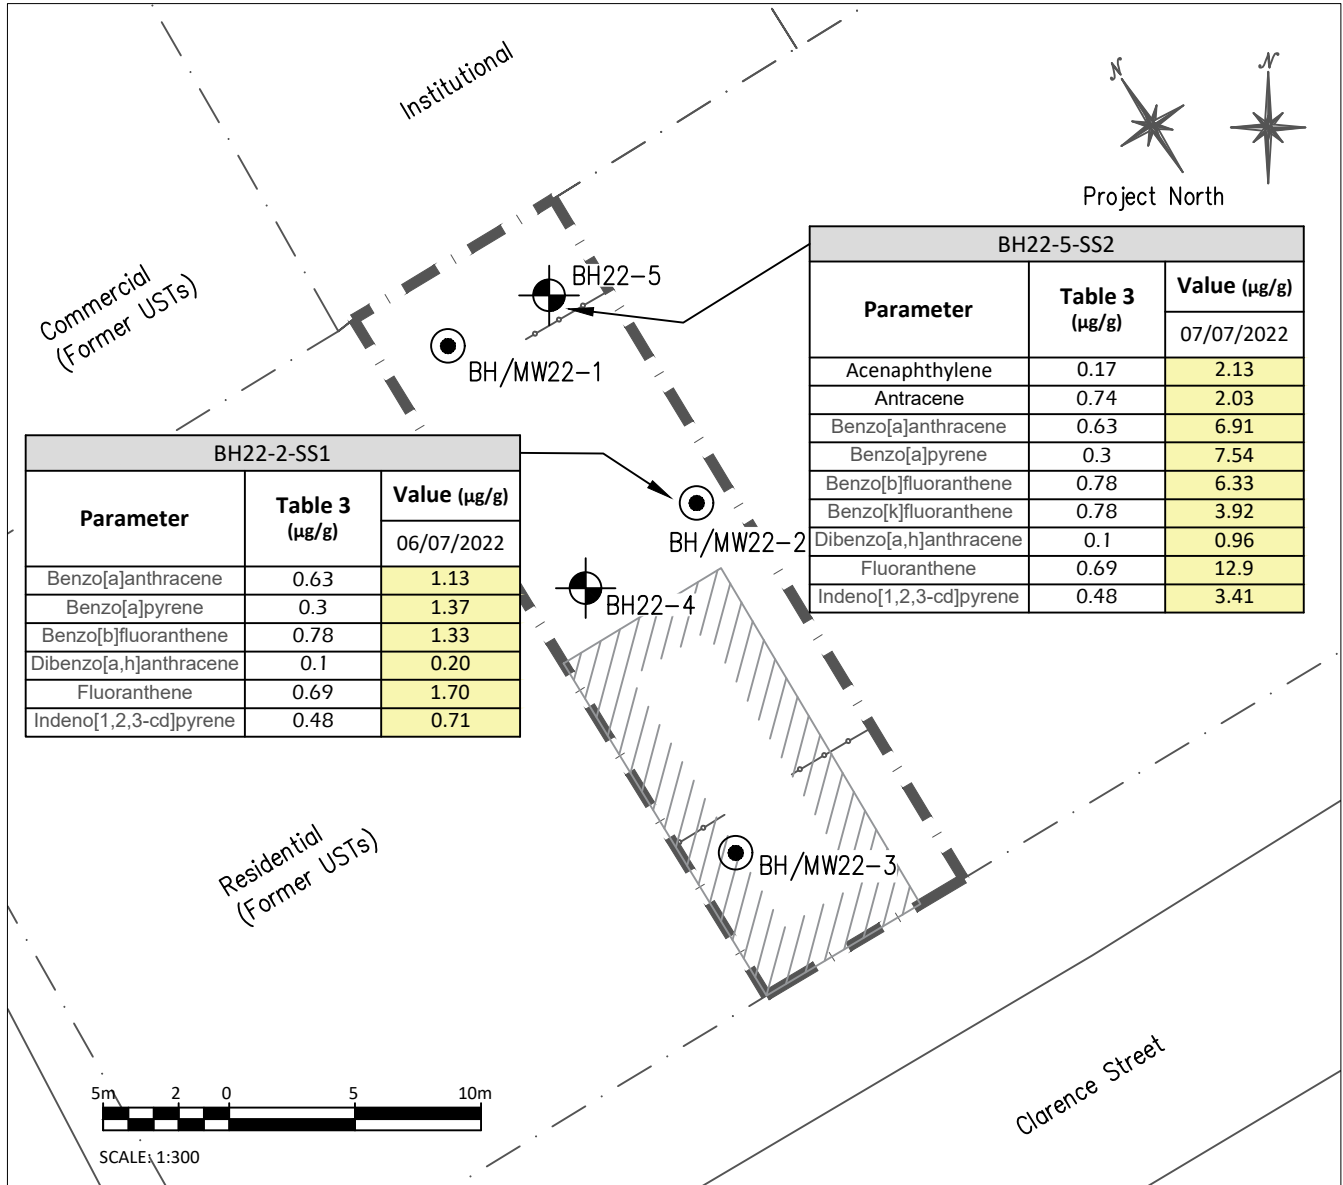 Institutional
N
N
Project North
Commercial
(Former USTs)
BH22-5
BH/MW22-1
BH22-5-SS2
Parameter
Table 3
(µg/g)
Value (µg/g)
07/07/2022
Acenaphthylene 0.17 2.13
Antracene 0.74 2.03
Benzo[a]anthracene 0.63 6.91
Benzo[a]pyrene 0.3 7.54
Benzo[b]fluoranthene 0.78 6.33
Benzo[k]fluoranthene 0.78 3.92
Dibenzo[a,h]anthracene 0.1 0.96
Fluoranthene 0.69 12.9
Indeno[1,2,3-cd]pyrene 0.48 3.41
BH22-2-SS1
Parameter
Table 3
(µg/g)
Value (µg/g)
06/07/2022
Benzo[a]anthracene 0.63 1.13
Benzo[a]pyrene 0.3 1.37
Benzo[b]fluoranthene 0.78 1.33
Dibenzo[a,h]anthracene 0.1 0.20
Fluoranthene 0.69 1.70
Indeno[1,2,3-cd]pyrene 0.48 0.71
BH/MW22-2
BH22-4
BH/MW22-3
Residential
(Former USTs)
Clarence Street
5m 2 0 5 10m
SCALE: 1:300